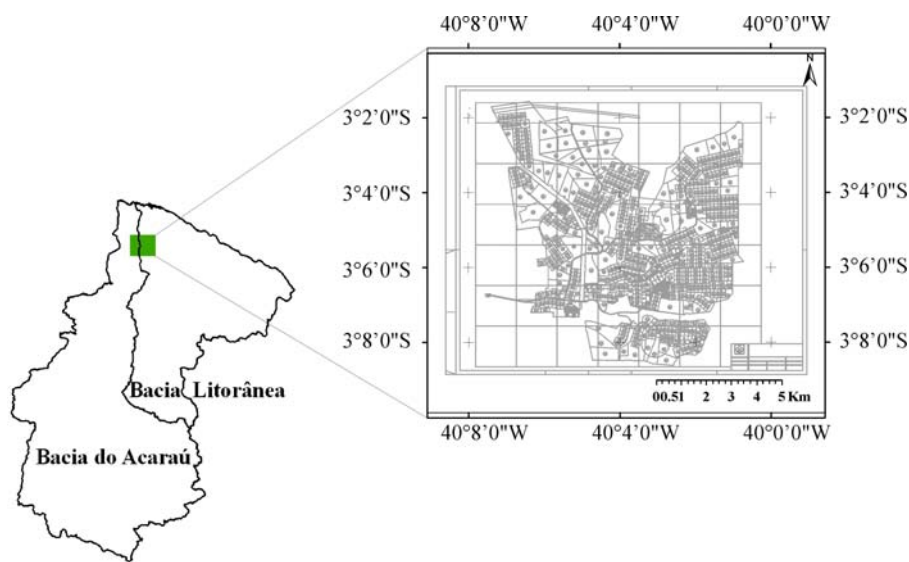 40°8'0"W 40°4'0"W 40°0'0"W
N
3°2'0"S 3°2'0"S
3°4'0"S 3°4'0"S
3°6'0"S 3°6'0"S
3°8'0"S 3°8'0"S
00.51 2 3 4 5 Km
40°8'0"W 40°4'0"W 40°0'0"W
Bacia Litorânea
Bacia do Acaraú